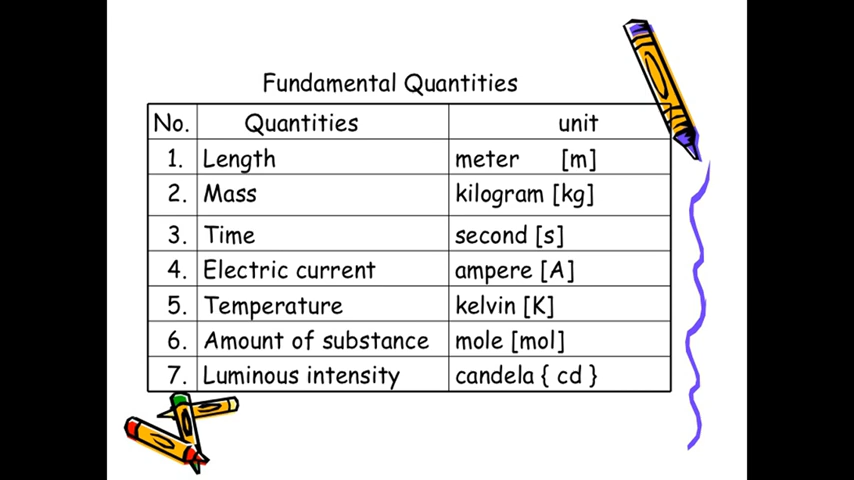 Fundamental Quantities
No. Quantities unit
1. Length meter [m]
2. Mass kilogram [kg]
3. Time second [s]
4. Electric current ampere [A]
5. Temperature kelvin [K]
6. Amount of substance mole [mol]
7. Luminous intensity candela { cd }